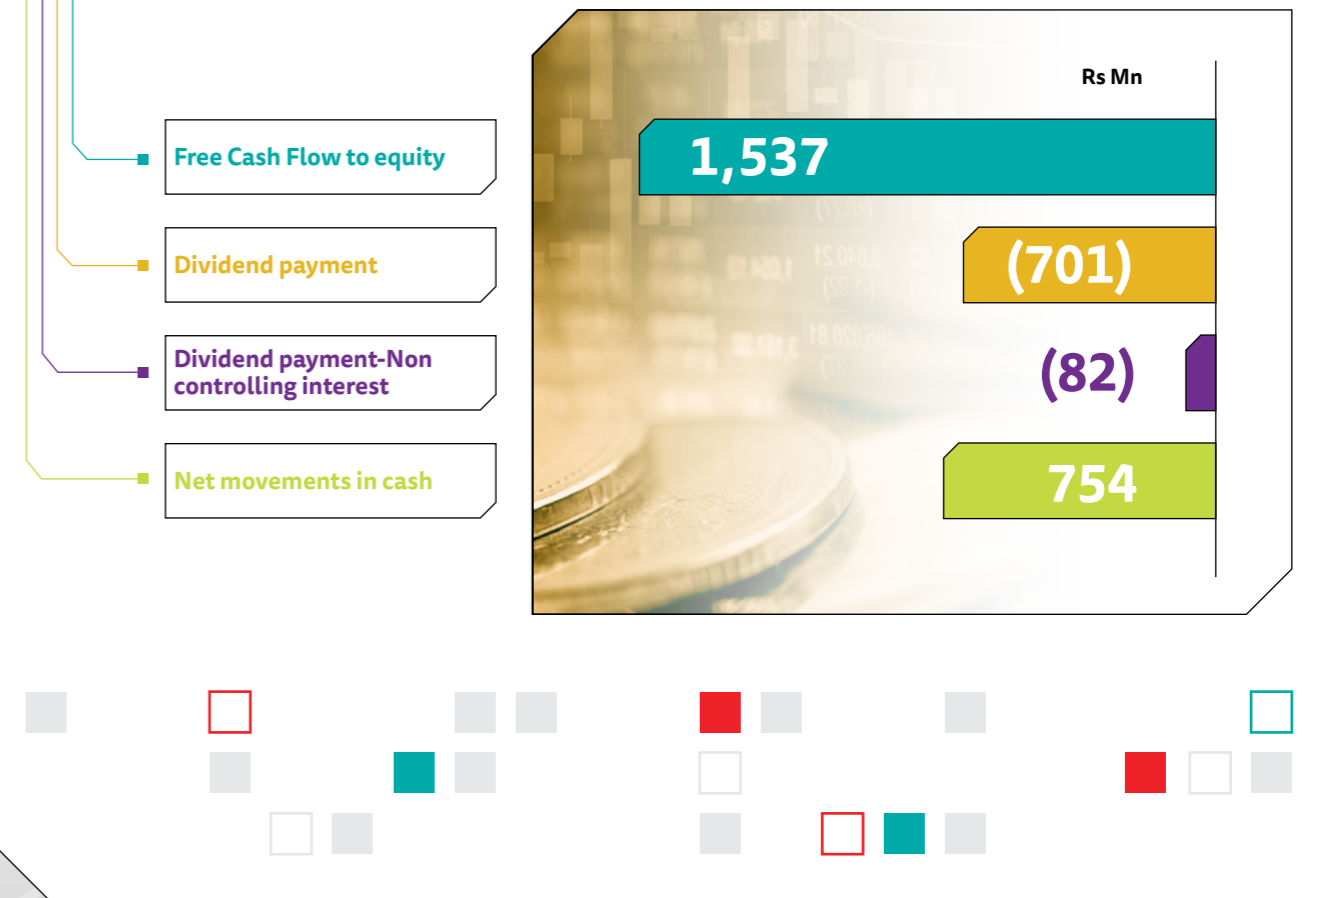 Rs Mn
Free Cash Flow to equity
1,537
Dividend payment
(701)
Dividend payment-Non
controlling interest
(82)
Net movements in cash
754